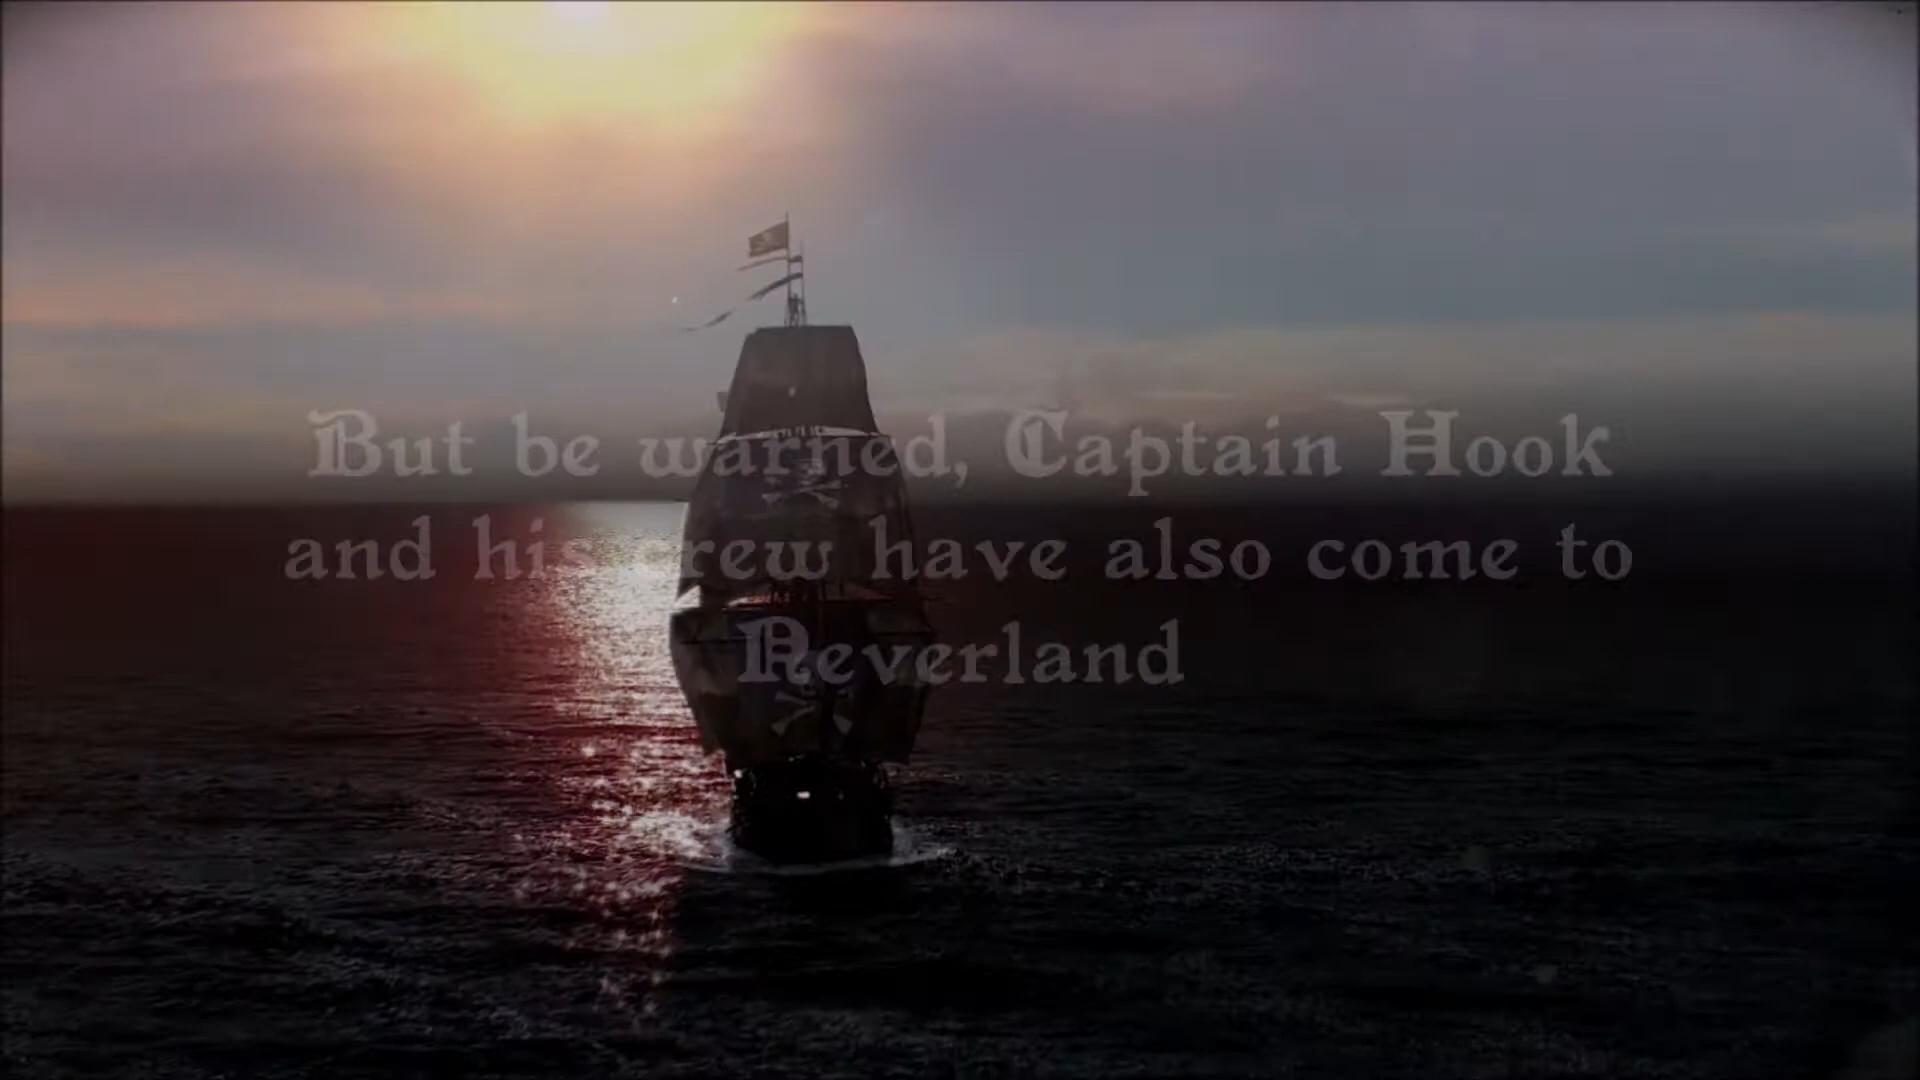 But be warned, Captain Hook
and his crew have also come to
Neverland